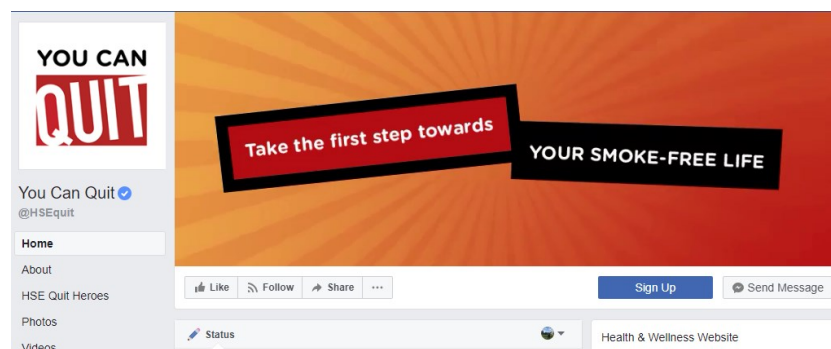 YOU CAN
QUIT
You Can Quit
@HSEquit
Home
About
HSE Quit Heroes
Photos
Videos
Take the first step towards
YOUR SMOKE-FREE LIFE
Like Follow Share ...
Sign Up Send Message
Status
Health & Wellness Website